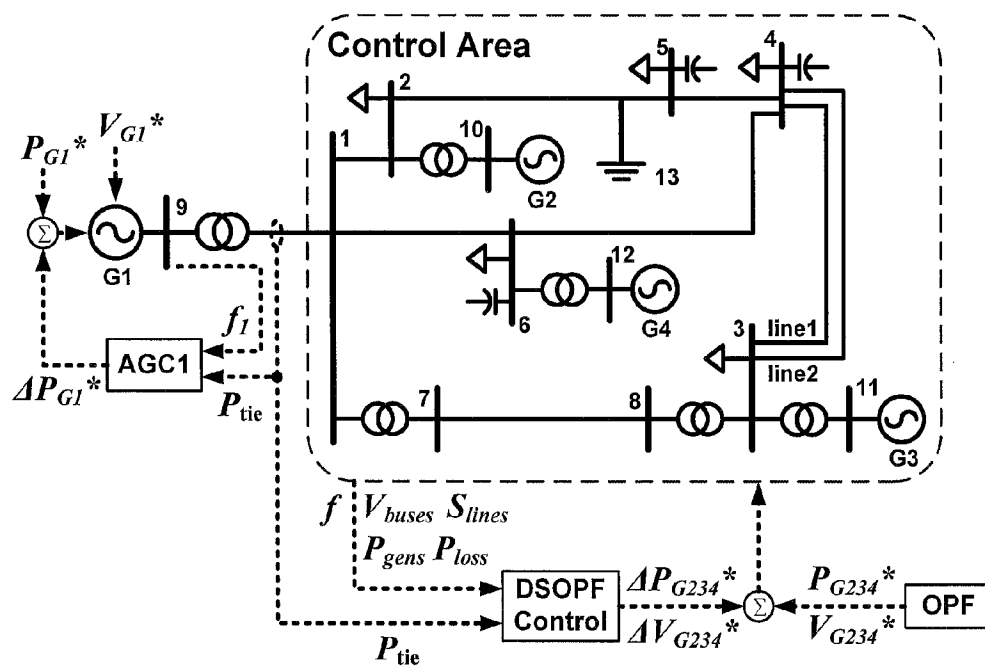 Control Area
5
4
2
V_G1*
P_G1*
1
10
9
Σ
G2
13
G1
12
6
G4
3
line1
f_1
AGC1
line2
ΔP_G1*
P_tie
7
8
11
G3
f V_buses S_lines
P_gens P_loss
DSOPF
Control
ΔP_G234*
ΔV_G234*
Σ
P_G234*
V_G234*
OPF
P_tie